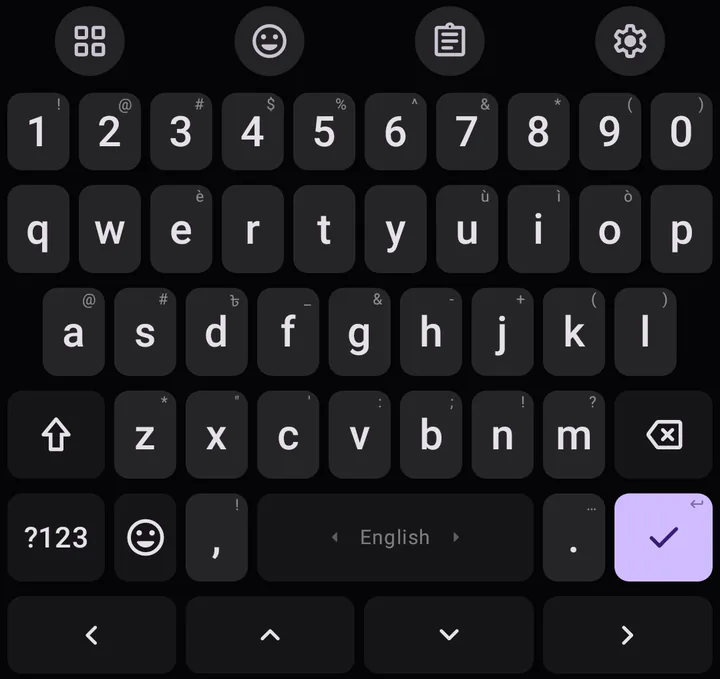 ! @ # $ % ^ & * ( )
1 2 3 4 5 6 7 8 9 0
è ù ì ò
q w e r t y u i o p
@ # _ & - + ( )
a s d f g h j k l
* " ' : ; ! ?
z x c v b n m
! …
?123 , English .